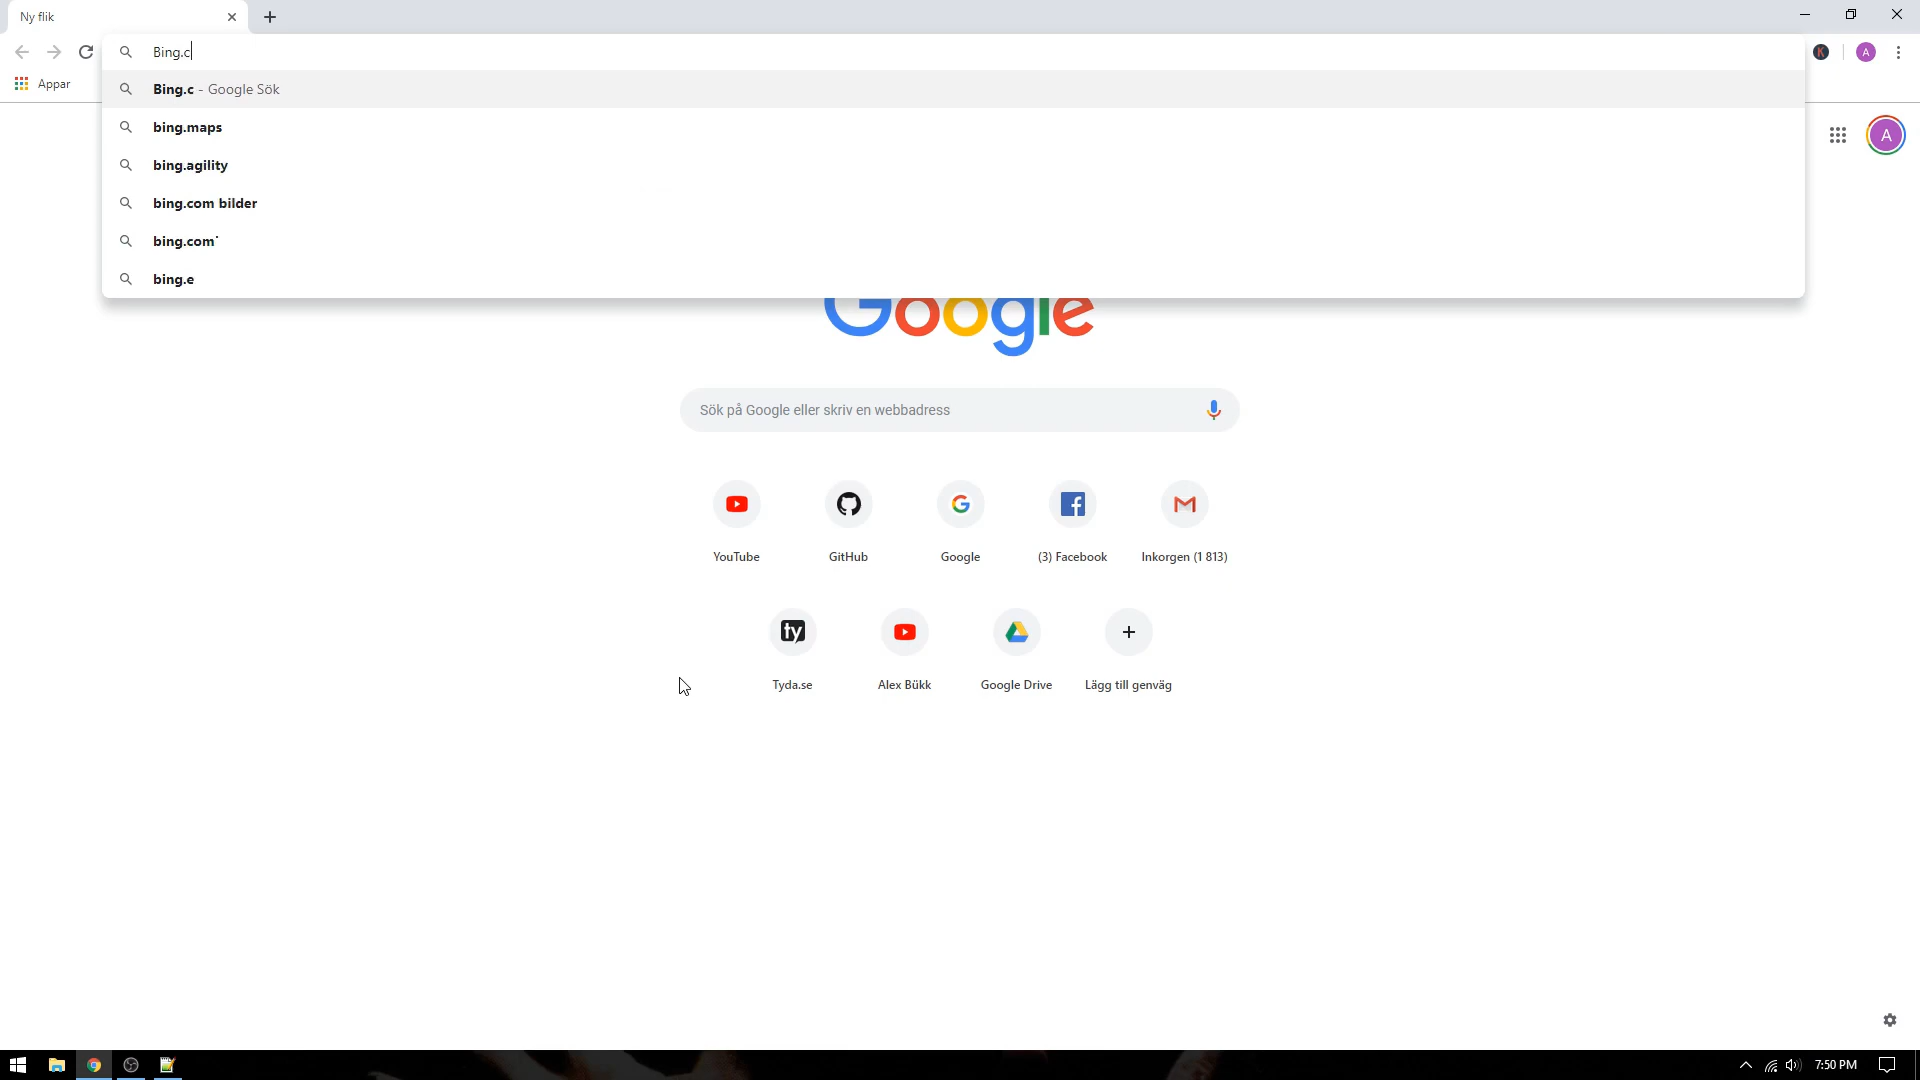 Ny flik
Bing.c
Appar
Bing.c - Google Sök
bing.maps
bing.agility
bing.com bilder
bing.com˙
bing.e
A
A
Google
Sök på Google eller skriv en webbadress
YouTube
GitHub
Google
(3) Facebook
Inkorgen (1 813)
ty
Tyda.se
Alex Bükk
Google Drive
Lägg till genväg
7:50 PM